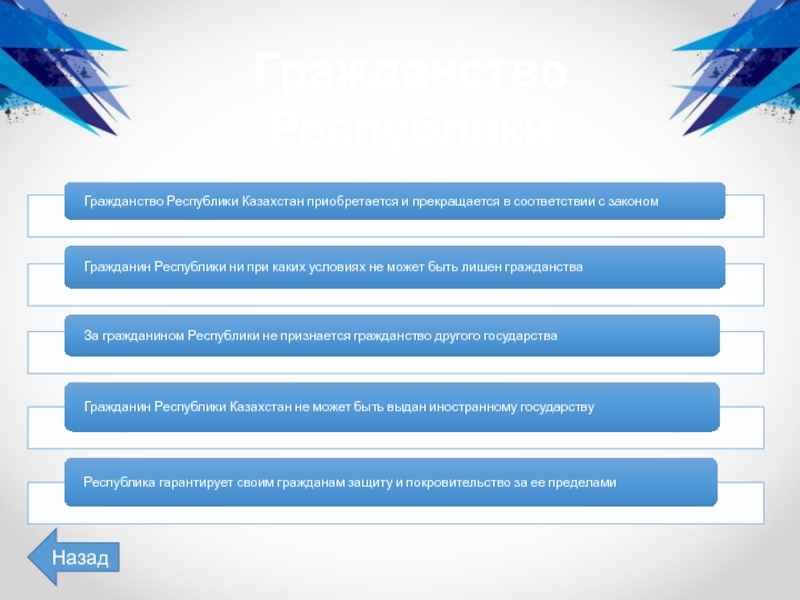 Гражданство
Республики
Гражданство Республики Казахстан приобретается и прекращается в соответствии с законом
Гражданин Республики ни при каких условиях не может быть лишен гражданства
За гражданином Республики не признается гражданство другого государства
Гражданин Республики Казахстан не может быть выдан иностранному государству
Республика гарантирует своим гражданам защиту и покровительство за ее пределами
Назад